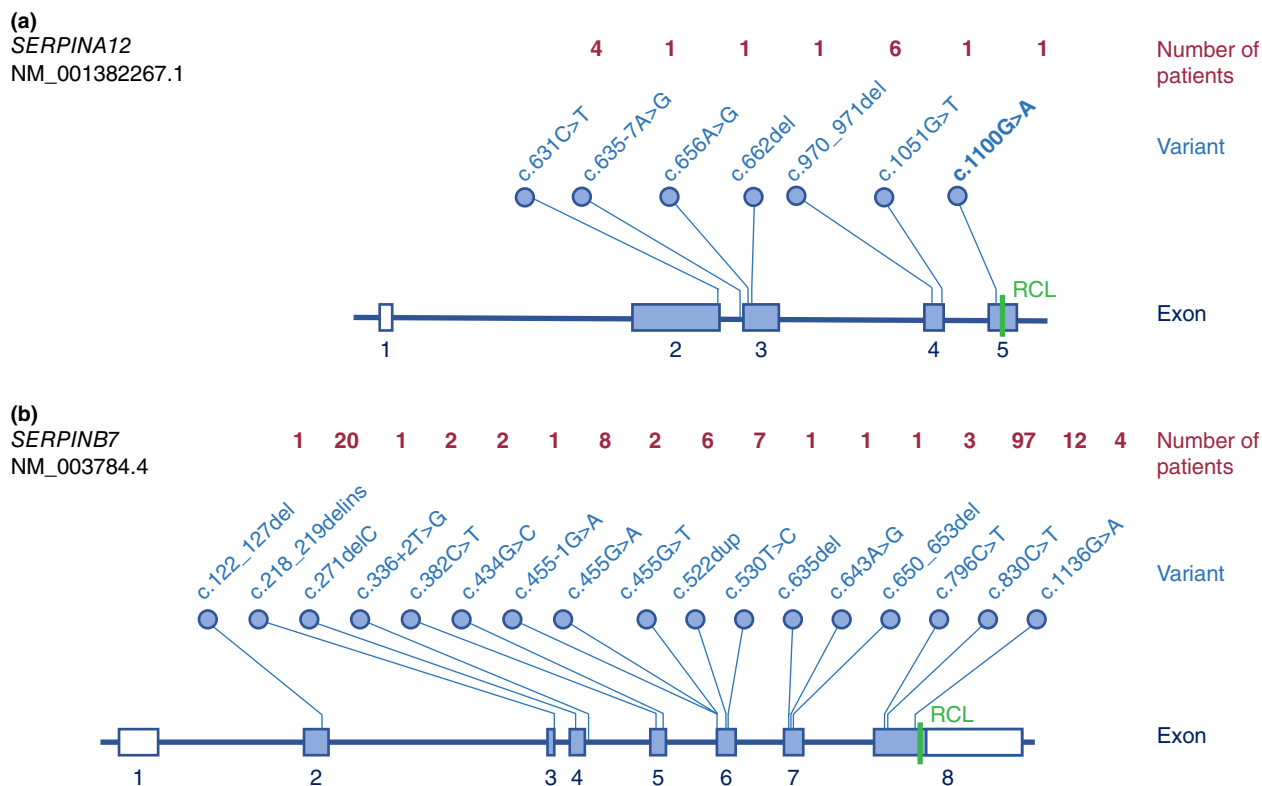 (a)
SERPINA12
NM_001382267.1
4 1 1 1 6 1 1
Number of
patients
c.631C>T c.635-7A>G c.656A>G c.662del c.970_971del c.1051G>T c.1100G>A
Variant
RCL
Exon
1 2 3 4 5
(b)
SERPINB7
NM_003784.4
1 20 1 2 2 1 8 2 6 7 1 1 1 3 97 12 4
Number of
patients
c.122_127del c.218_219delins c.271delC c.336+2T>G c.382C>T c.434G>C c.455-1G>A c.455G>A c.455G>T c.522dup c.530T>C c.635del c.643A>G c.650_653del c.796C>T c.830C>T c.1136G>A
Variant
RCL
Exon
1 2 3 4 5 6 7 8